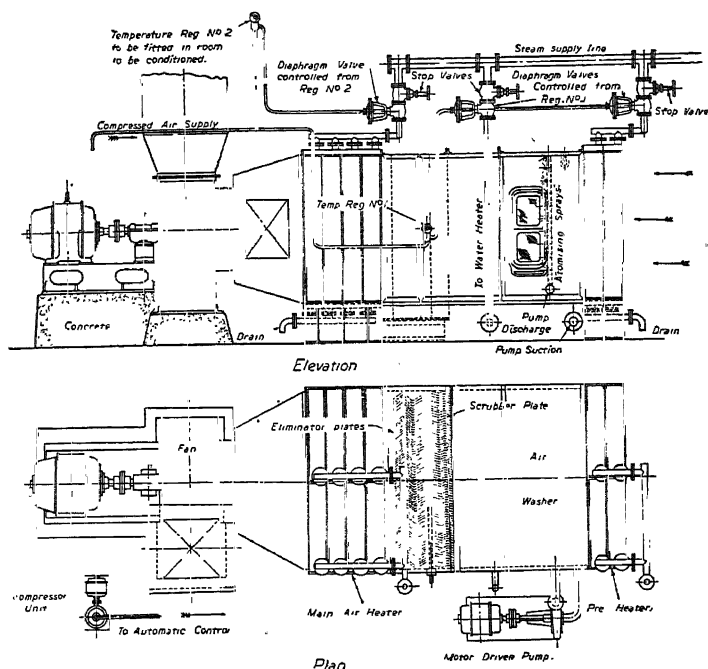 Temperature Reg Nº 2
to be fitted in room
to be conditioned.
Diaphragm Valve
controlled from
Reg Nº 2
Stop Valves
Steam supply line
Diaphragm Valves
Controlled from
Reg. Nº 1
Stop Valve
Compressed Air Supply
Temp Reg Nº 1
To Water Heater
Atomising Sprays
Concrete
Drain
Pump
Discharge
Pump Suction
Drain
Elevation
Fan
Eliminator plates
Scrubber Plate
Air
Washer
Compressor
Unit
To Automatic Control
Main Air Heater
Pre Heater
Motor Driven Pump.
Plan